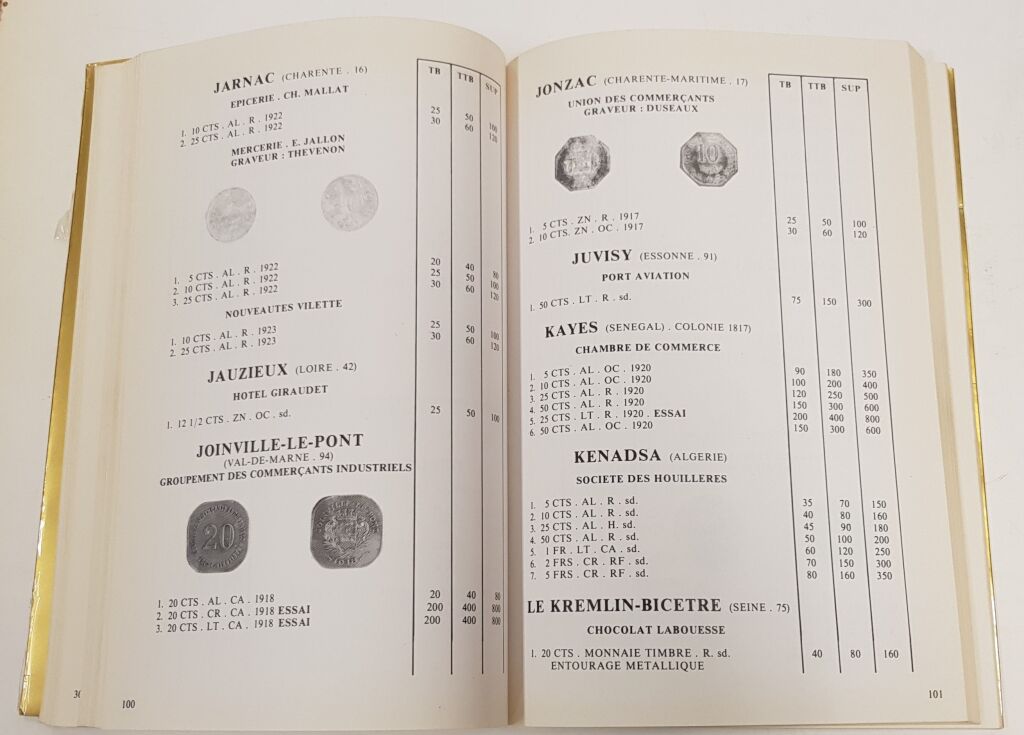 JARNAC (CHARENTE . 16) TB TTB SUP
EPICERIE . CH. MALLAT
1. 10 CTS . AL . R . 1922 25 50 100
2. 25 CTS . AL . R . 1922 30 60 120
MERCERIE . E. JALLON
GRAVEUR : THEVENON
1. 5 CTS . AL . R . 1922 20 40 80
2. 10 CTS . AL . R . 1922 25 50 100
3. 25 CTS . AL . R . 1922 30 60 120
NOUVEAUTES VILETTE
1. 10 CTS . AL . R . 1923 25 50 100
2. 25 CTS . AL . R . 1923 30 60 120
JAUZIEUX (LOIRE . 42)
HOTEL GIRAUDET
1. 12 1/2 CTS . ZN . OC . sd. 25 50 100
JOINVILLE-LE-PONT
(VAL-DE-MARNE . 94)
GROUPEMENT DES COMMERÇANTS INDUSTRIELS
20
1918
1. 20 CTS . AL . CA . 1918 20 40 80
2. 20 CTS . CR . CA . 1918 ESSAI 200 400 800
3. 20 CTS . LT . CA . 1918 ESSAI 200 400 800
100
JONZAC (CHARENTE-MARITIME . 17) TB TTB SUP
UNION DES COMMERÇANTS
GRAVEUR : DUSEAUX
10
1. 5 CTS . ZN . R . 1917 25 50 100
2. 10 CTS. ZN . OC . 1917 30 60 120
JUVISY (ESSONNE . 91)
PORT AVIATION
1. 50 CTS . LT . R . sd. 75 150 300
KAYES (SENEGAL) . COLONIE 1817)
CHAMBRE DE COMMERCE
1. 5 CTS . AL . OC . 1920 90 180 350
2. 10 CTS . AL . OC . 1920 100 200 400
3. 25 CTS . AL . R . 1920 120 250 500
4. 50 CTS . AL . R . 1920 150 300 600
5. 25 CTS . LT . R . 1920 . ESSAI 200 400 800
6. 50 CTS . AL . OC . 1920 150 300 600
KENADSA (ALGERIE)
SOCIETE DES HOUILLERES
1. 5 CTS . AL . R . sd. 35 70 150
2. 10 CTS . AL . R . sd. 40 80 160
3. 25 CTS . AL . H . sd. 45 90 180
4. 50 CTS . AL . R . sd. 50 100 200
5. 1 FR . LT . CA . sd. 60 120 250
6. 2 FRS . CR . RF . sd. 70 150 300
7. 5 FRS . CR . RF . sd. 80 160 350
LE KREMLIN-BICETRE (SEINE . 75)
CHOCOLAT LABOUESSE
1. 20 CTS . MONNAIE TIMBRE . R . sd. 40 80 160
ENTOURAGE METALLIQUE
101